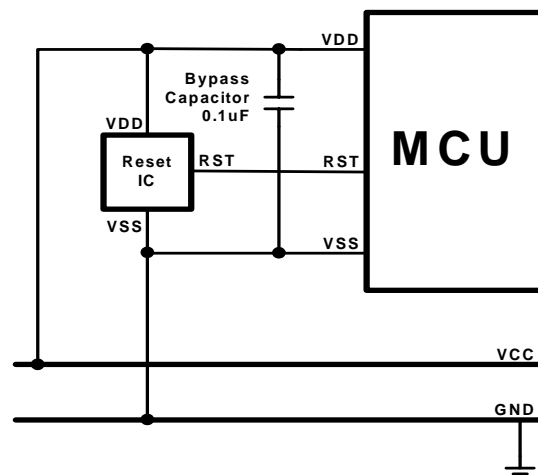 VDD
Bypass
Capacitor
0.1uF
VDD
Reset
IC
RST
RST
MCU
VSS
VSS
VCC
GND